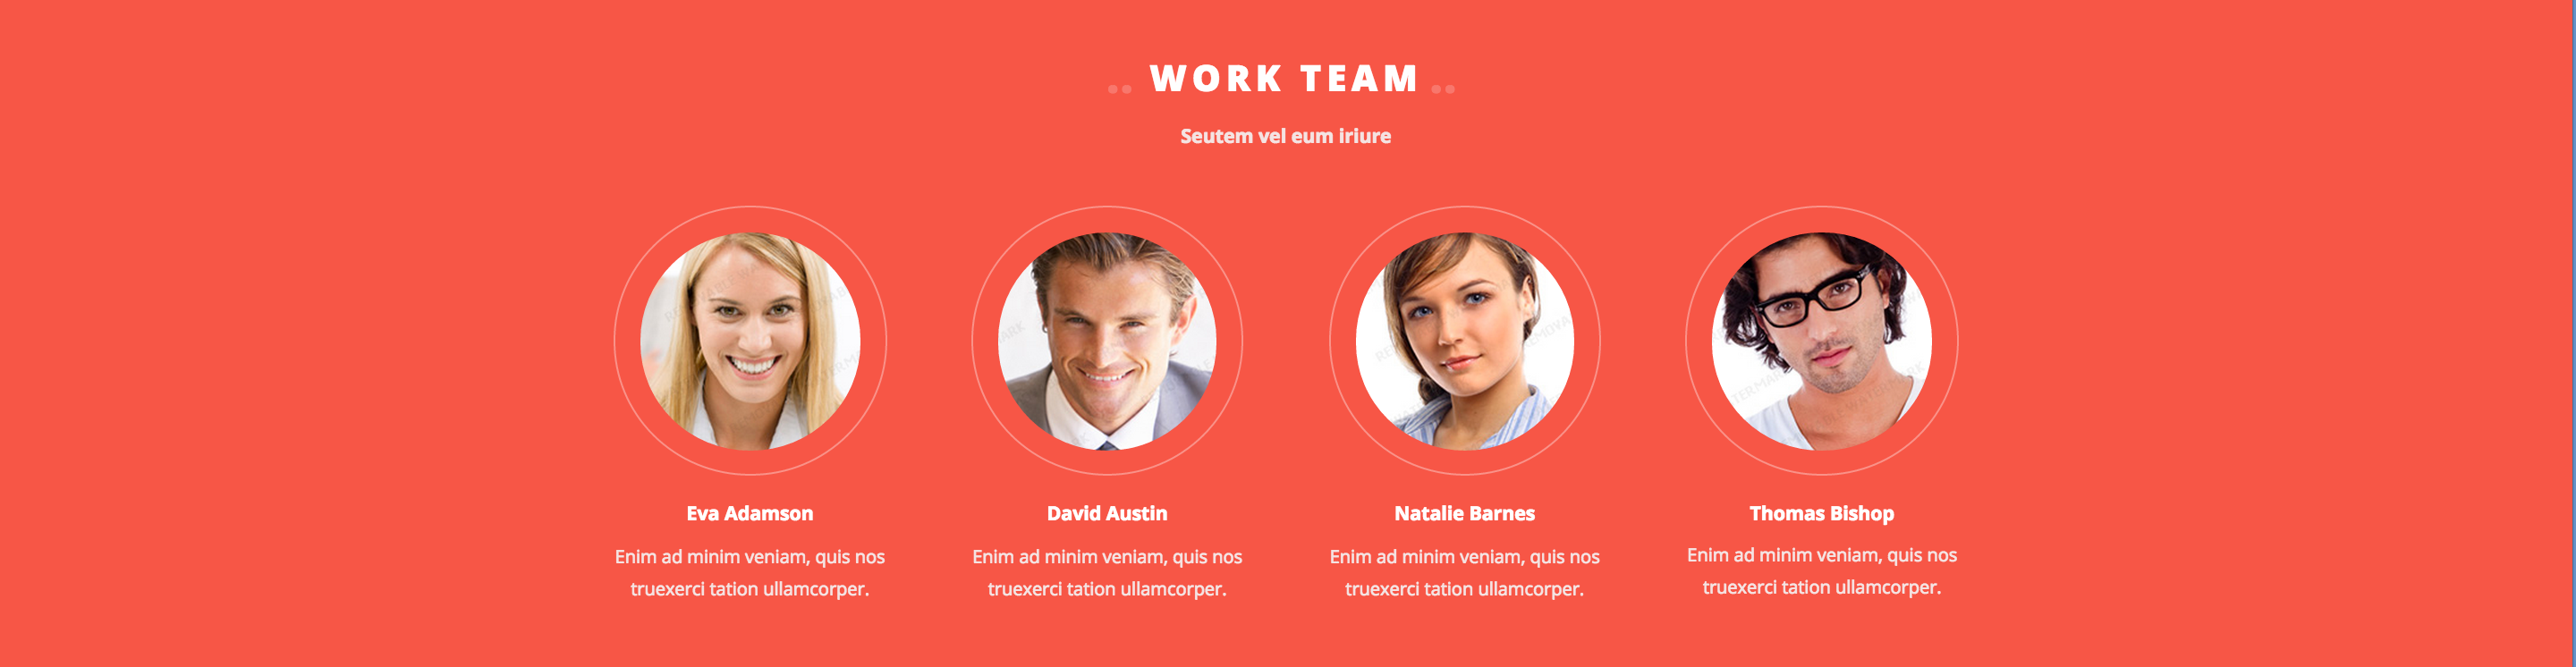 WORK TEAM
Seutem vel eum iriure
Eva Adamson
Enim ad minim veniam, quis nos
truexerci tation ullamcorper.
David Austin
Enim ad minim veniam, quis nos
truexerci tation ullamcorper.
Natalie Barnes
Enim ad minim veniam, quis nos
truexerci tation ullamcorper.
Thomas Bishop
Enim ad minim veniam, quis nos
truexerci tation ullamcorper.